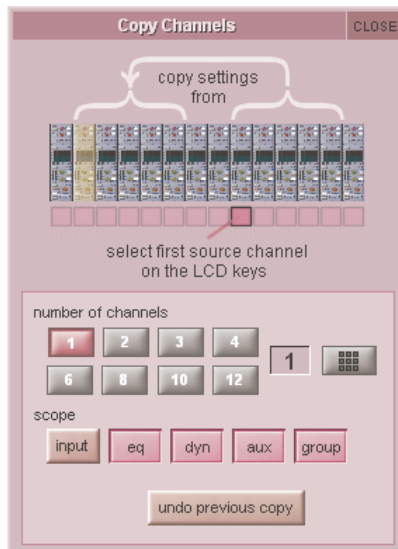 Copy Channels
CLOSE
copy settings
from
select first source channel
on the LCD keys
number of channels
1 2 3 4
1
6 8 10 12
scope
input eq dyn aux group
undo previous copy